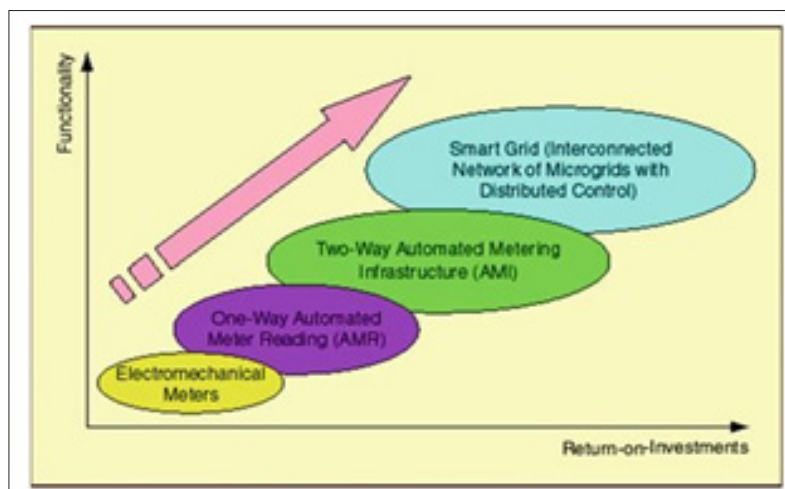 Functionality
Smart Grid (Interconnected
Network of Microgrids with
Distributed Control)
Two-Way Automated Metering
Infrastructure (AMI)
One-Way Automated
Meter Reading (AMR)
Electromechanical
Meters
Return-on-Investments